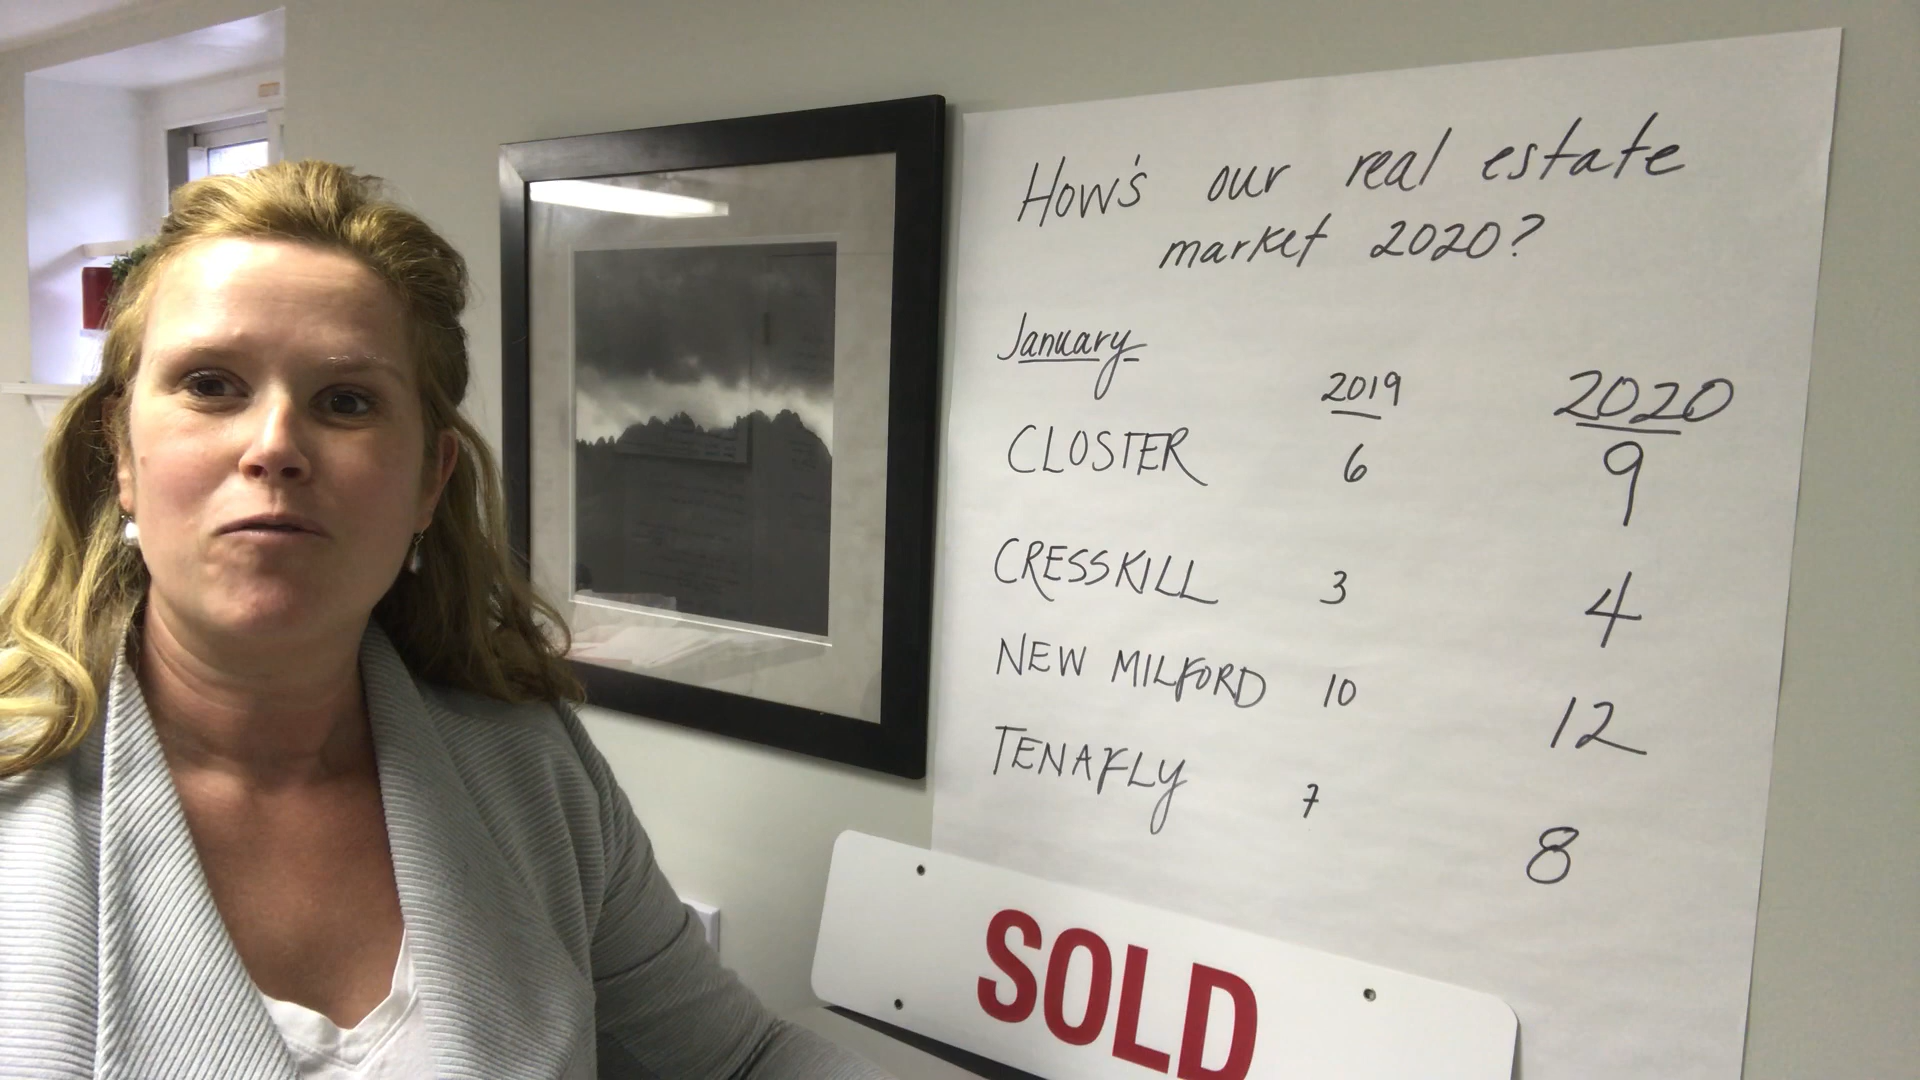 How's our real estate
market 2020?
January
2019 2020
CLOSTER 6 9
CRESSKILL 3 4
NEW MILFORD 10 12
TENAFLY 7 8
SOLD